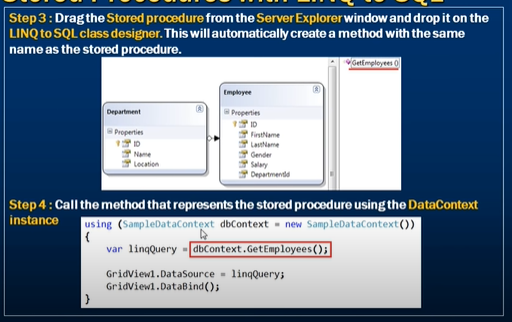 Stored Procedures with LINQ to SQL
Step 3 : Drag the Stored procedure from the Server Explorer window and drop it on the
LINQ to SQL class designer. This will automatically create a method with the same
name as the stored procedure.
GetEmployees ()
Employee
Department
Properties
ID
FirstName
LastName
Gender
Salary
DepartmentId
Properties
ID
Name
Location
Step 4 : Call the method that represents the stored procedure using the DataContext
instance
using (SampleDataContext dbContext = new SampleDataContext())
{
var linqQuery = dbContext.GetEmployees();
GridView1.DataSource = linqQuery;
GridView1.DataBind();
}